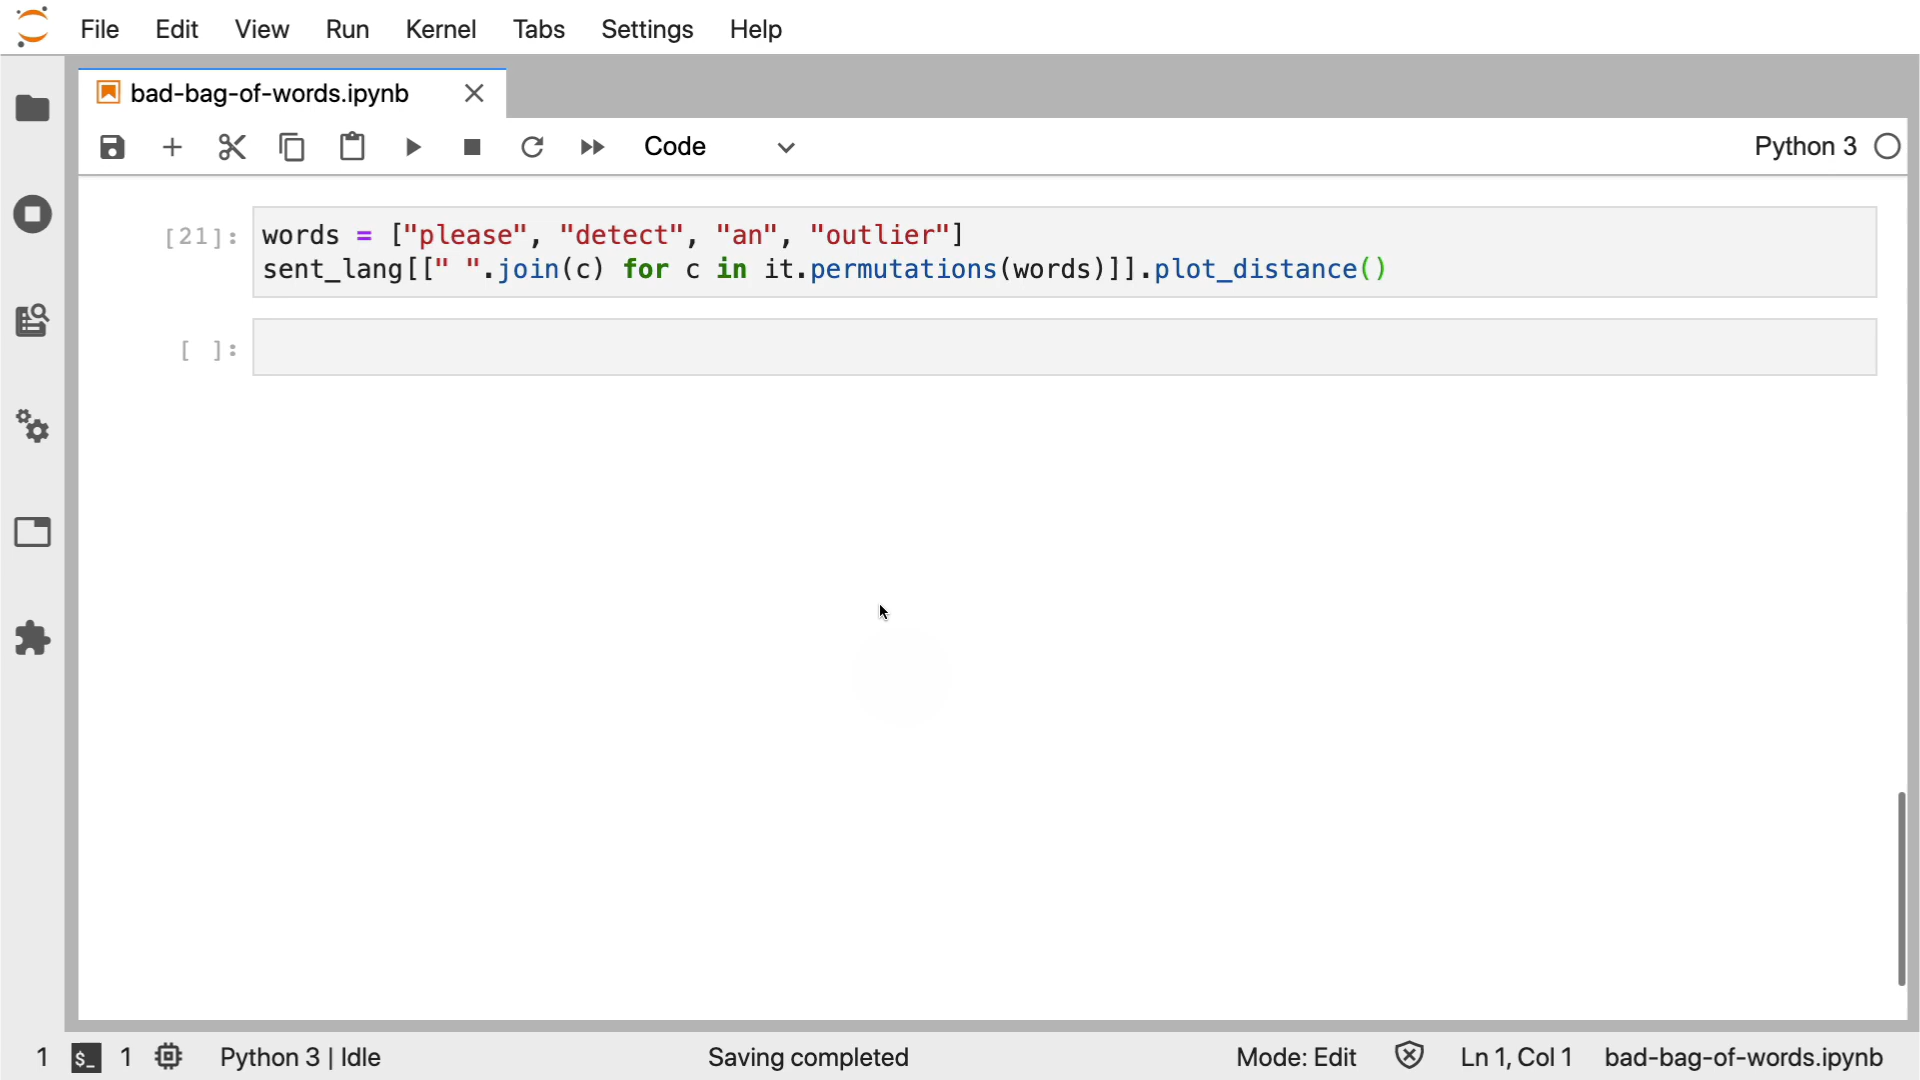 File Edit View Run Kernel Tabs Settings Help
bad-bag-of-words.ipynb
Code
Python 3
[21]: words = ["please", "detect", "an", "outlier"]
sent_lang[[" ".join(c) for c in it.permutations(words)]].plot_distance()
[ ]:
1 $_ 1 Python 3 | Idle Saving completed Mode: Edit Ln 1, Col 1 bad-bag-of-words.ipynb